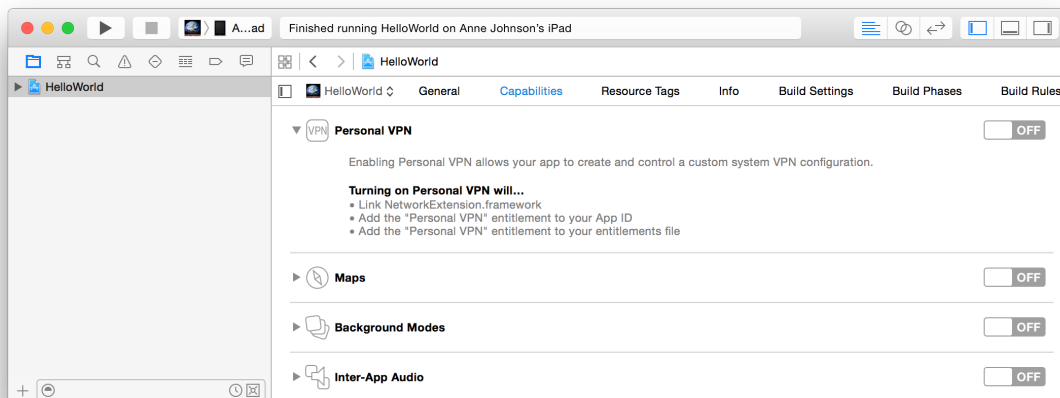 A...ad
Finished running HelloWorld on Anne Johnson's iPad
HelloWorld
HelloWorld
HelloWorld General Capabilities Resource Tags Info Build Settings Build Phases Build Rules
VPN Personal VPN OFF
Enabling Personal VPN allows your app to create and control a custom system VPN configuration.
Turning on Personal VPN will...
• Link NetworkExtension.framework
• Add the "Personal VPN" entitlement to your App ID
• Add the "Personal VPN" entitlement to your entitlements file
Maps OFF
Background Modes OFF
Inter-App Audio OFF